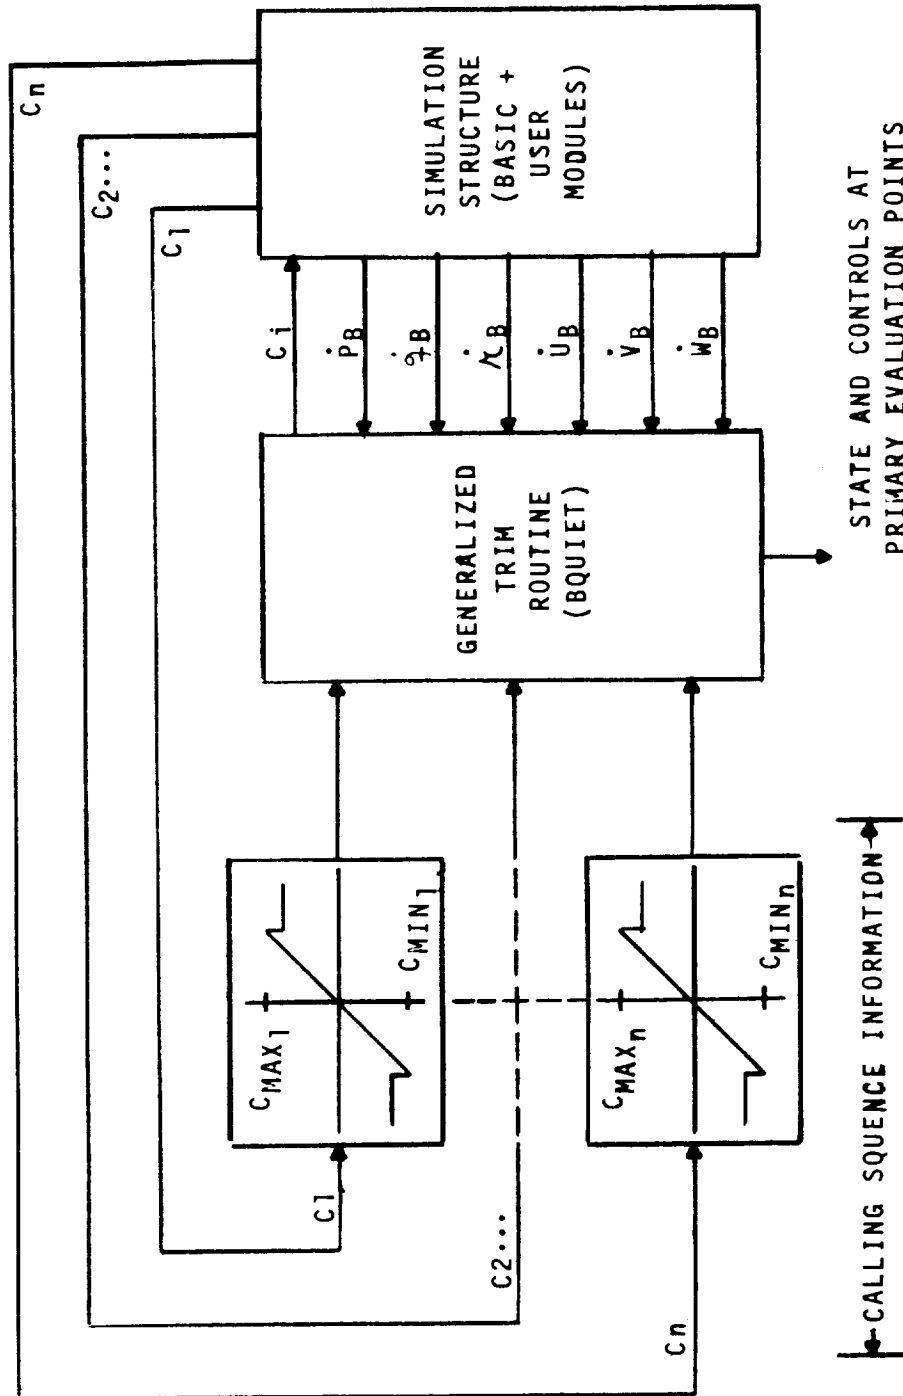 Cn
C2...
C1
SIMULATION
STRUCTURE
(BASIC +
USER
MODULES)
Ci
ṖB
q̇B
ṙB
U̇B
V̇B
ẆB
GENERALIZED
TRIM
ROUTINE
(BQUIET)
STATE AND CONTROLS AT
PRIMARY EVALUATION POINTS
CMAX1
CMIN1
CMAXn
CMINn
C1
C2...
Cn
CALLING SQUENCE INFORMATION